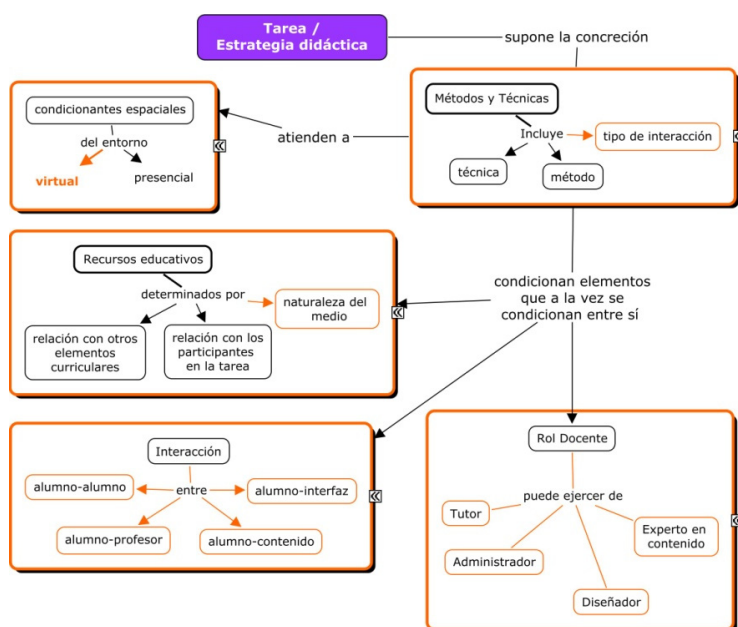 Tarea /
Estrategia didáctica
supone la concreción
condicionantes espaciales
del entorno
virtual
presencial
atienden a
Métodos y Técnicas
Incluye
tipo de interacción
técnica
método
Recursos educativos
determinados por
naturaleza del
medio
relación con otros
elementos
curriculares
relación con los
participantes
en la tarea
condicionan elementos
que a la vez se
condicionan entre sí
Interacción
alumno-alumno
entre
alumno-interfaz
alumno-profesor
alumno-contenido
Rol Docente
puede ejercer de
Tutor
Experto en
contenido
Administrador
Diseñador